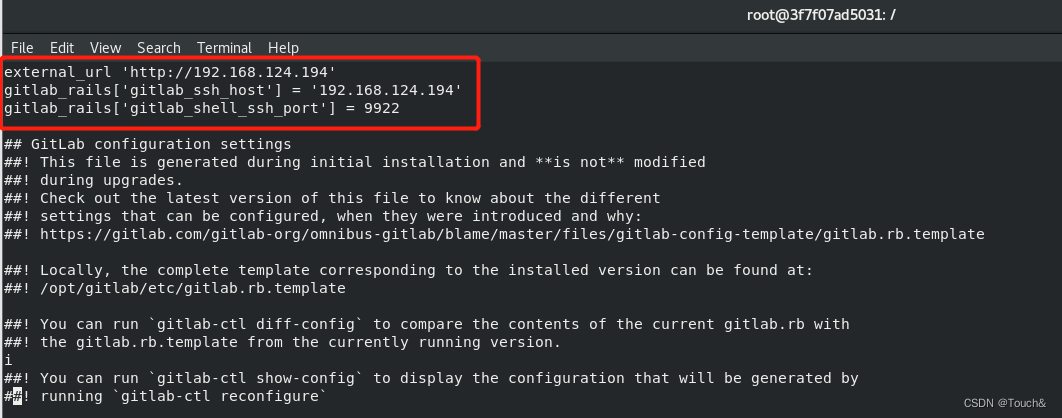 root@3f7f07ad5031: /
File Edit View Search Terminal Help
external_url 'http://192.168.124.194'
gitlab_rails['gitlab_ssh_host'] = '192.168.124.194'
gitlab_rails['gitlab_shell_ssh_port'] = 9922
## GitLab configuration settings
##! This file is generated during initial installation and **is not** modified
##! during upgrades.
##! Check out the latest version of this file to know about the different
##! settings that can be configured, when they were introduced and why:
##! https://gitlab.com/gitlab-org/omnibus-gitlab/blame/master/files/gitlab-config-template/gitlab.rb.template
##! Locally, the complete template corresponding to the installed version can be found at:
##! /opt/gitlab/etc/gitlab.rb.template
##! You can run `gitlab-ctl diff-config` to compare the contents of the current gitlab.rb with
##! the gitlab.rb.template from the currently running version.
i
##! You can run `gitlab-ctl show-config` to display the configuration that will be generated by
##! running `gitlab-ctl reconfigure`
CSDN @Touch&